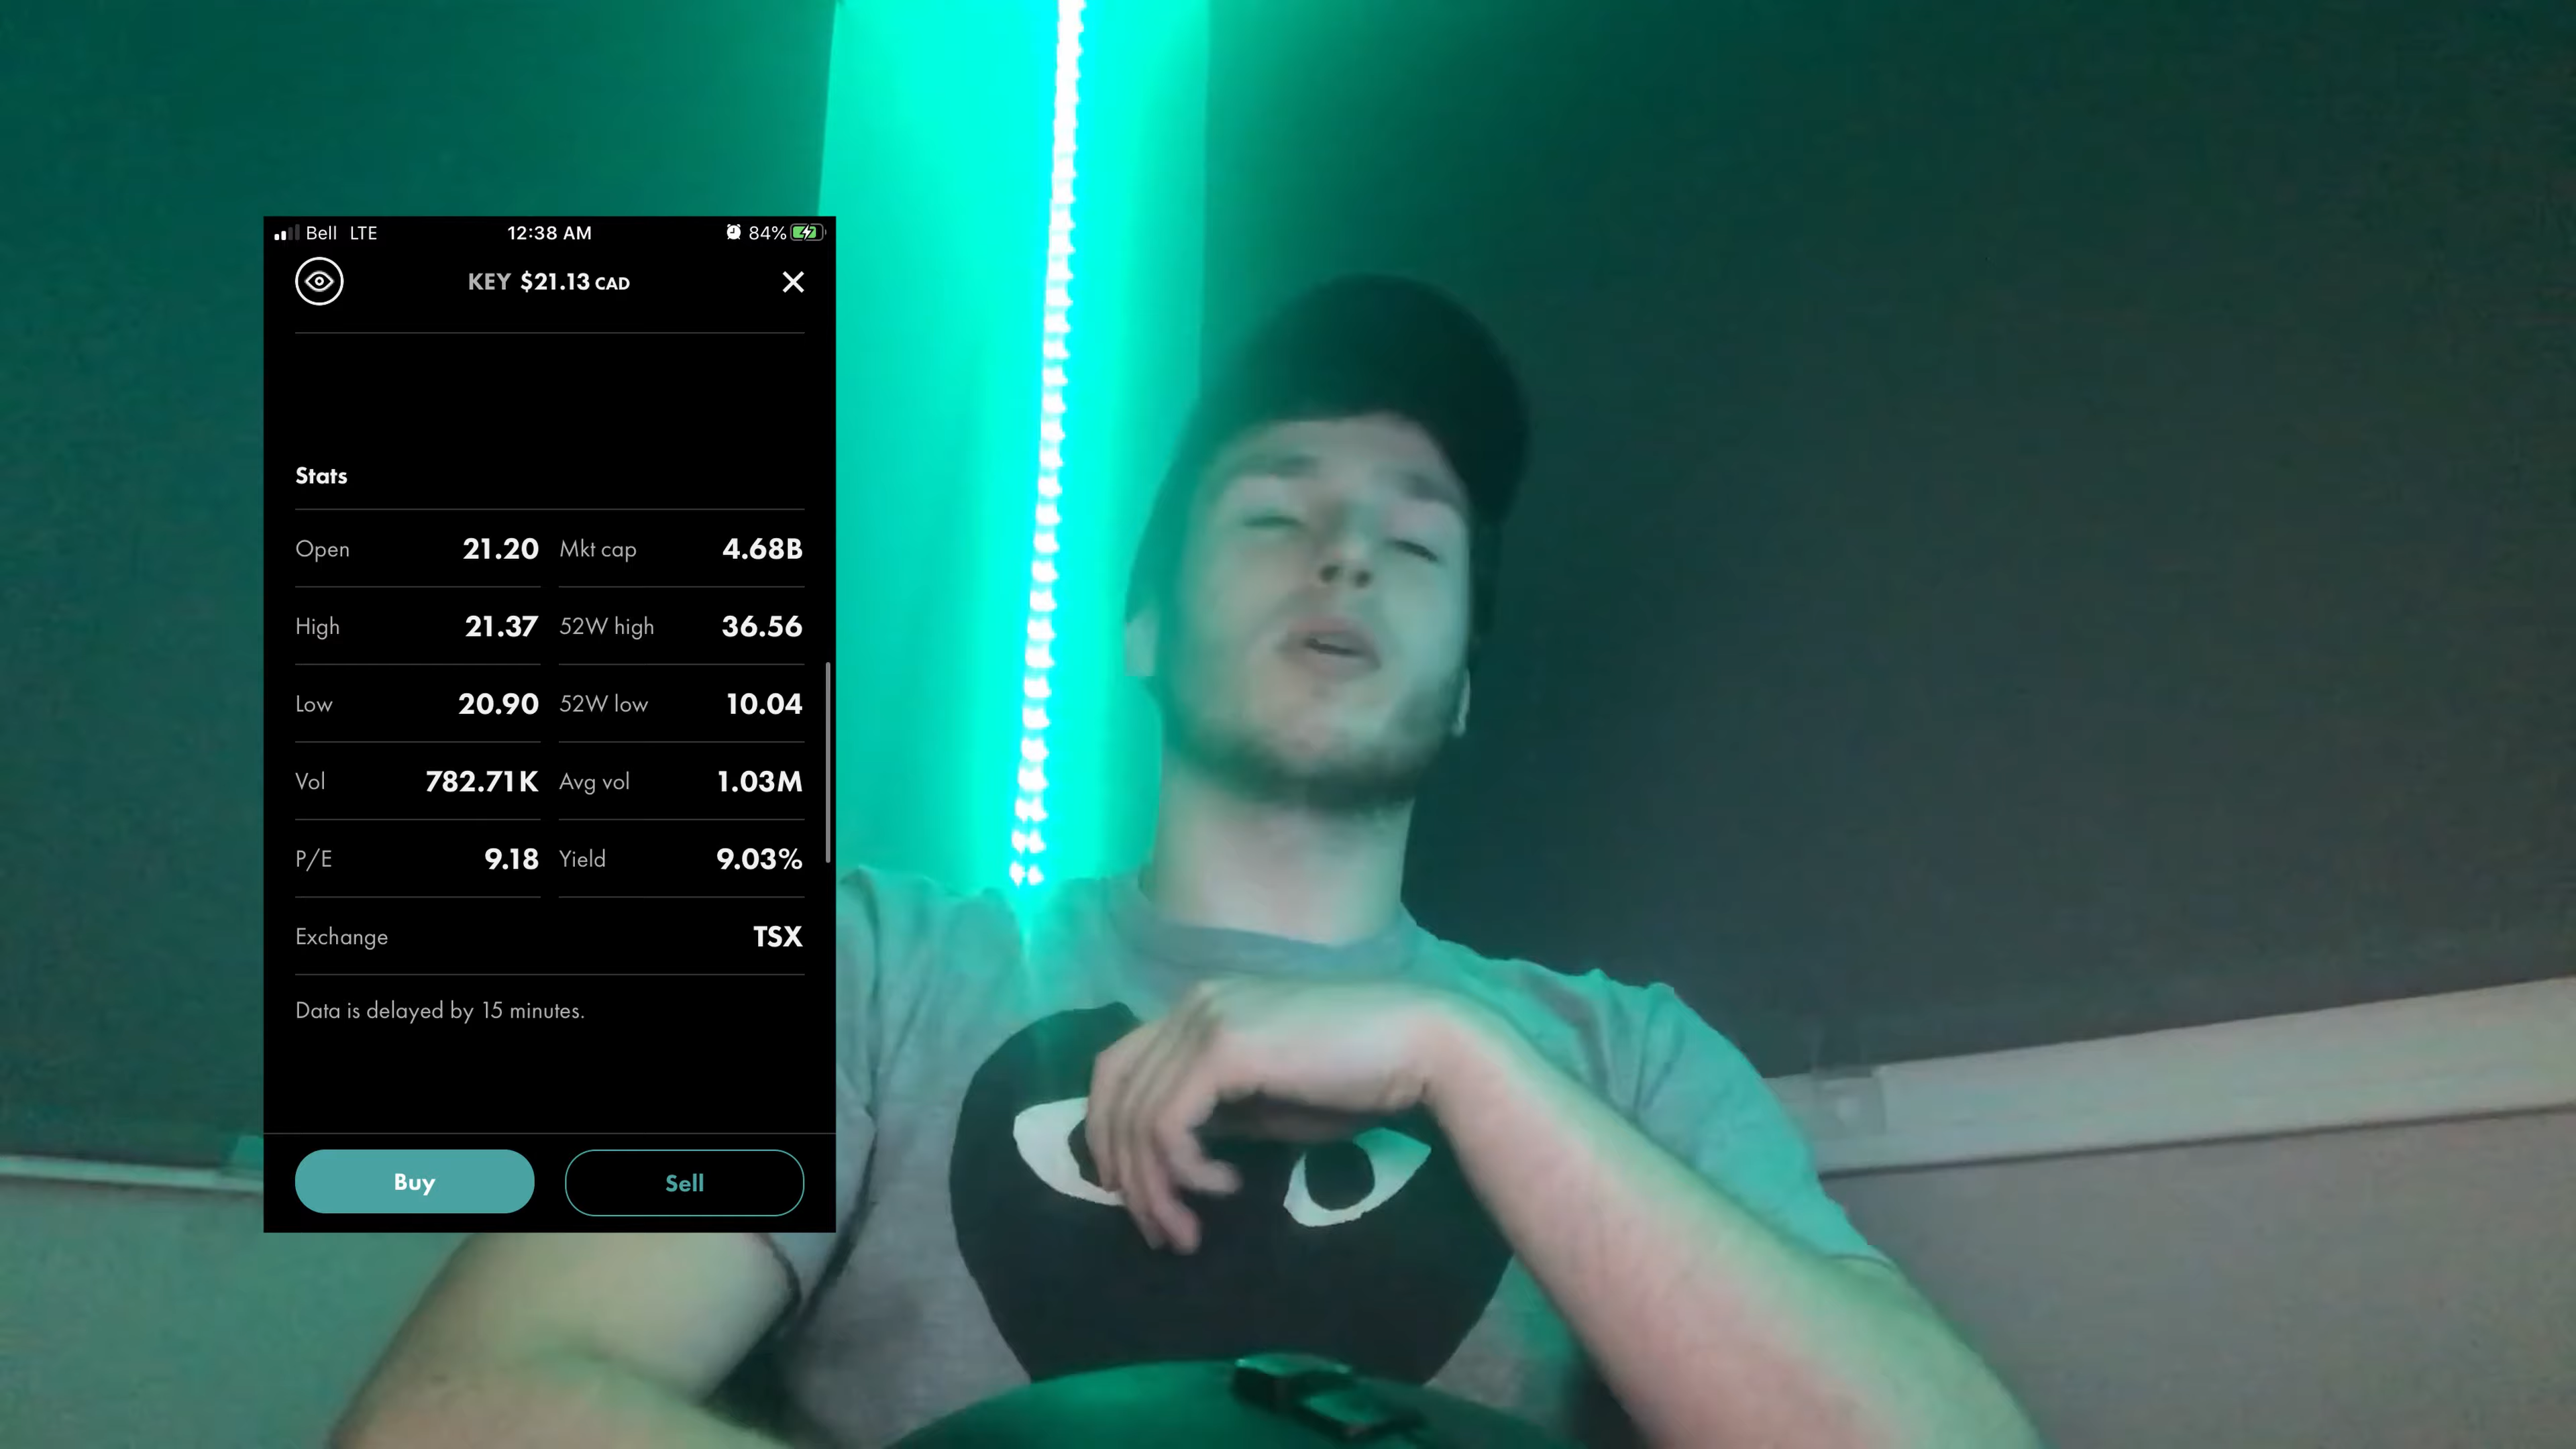 Bell LTE 12:38 AM 84%
KEY $21.13 CAD
Stats
Open 21.20 Mkt cap 4.68B
High 21.37 52W high 36.56
Low 20.90 52W low 10.04
Vol 782.71K Avg vol 1.03M
P/E 9.18 Yield 9.03%
Exchange TSX
Data is delayed by 15 minutes.
Buy Sell